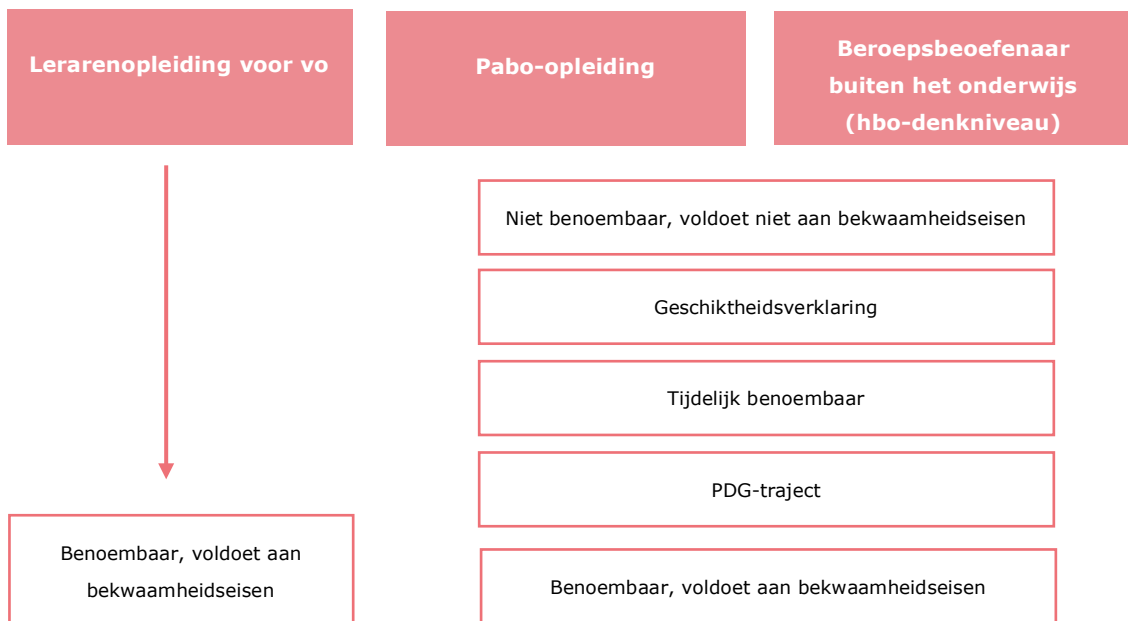 Lerarenopleiding voor vo
Pabo-opleiding
Beroepsbeoefenaar
buiten het onderwijs
(hbo-denkniveau)
Niet benoembaar, voldoet niet aan bekwaamheidseisen
Geschiktheidsverklaring
Tijdelijk benoembaar
PDG-traject
Benoembaar, voldoet aan
bekwaamheidseisen
Benoembaar, voldoet aan bekwaamheidseisen